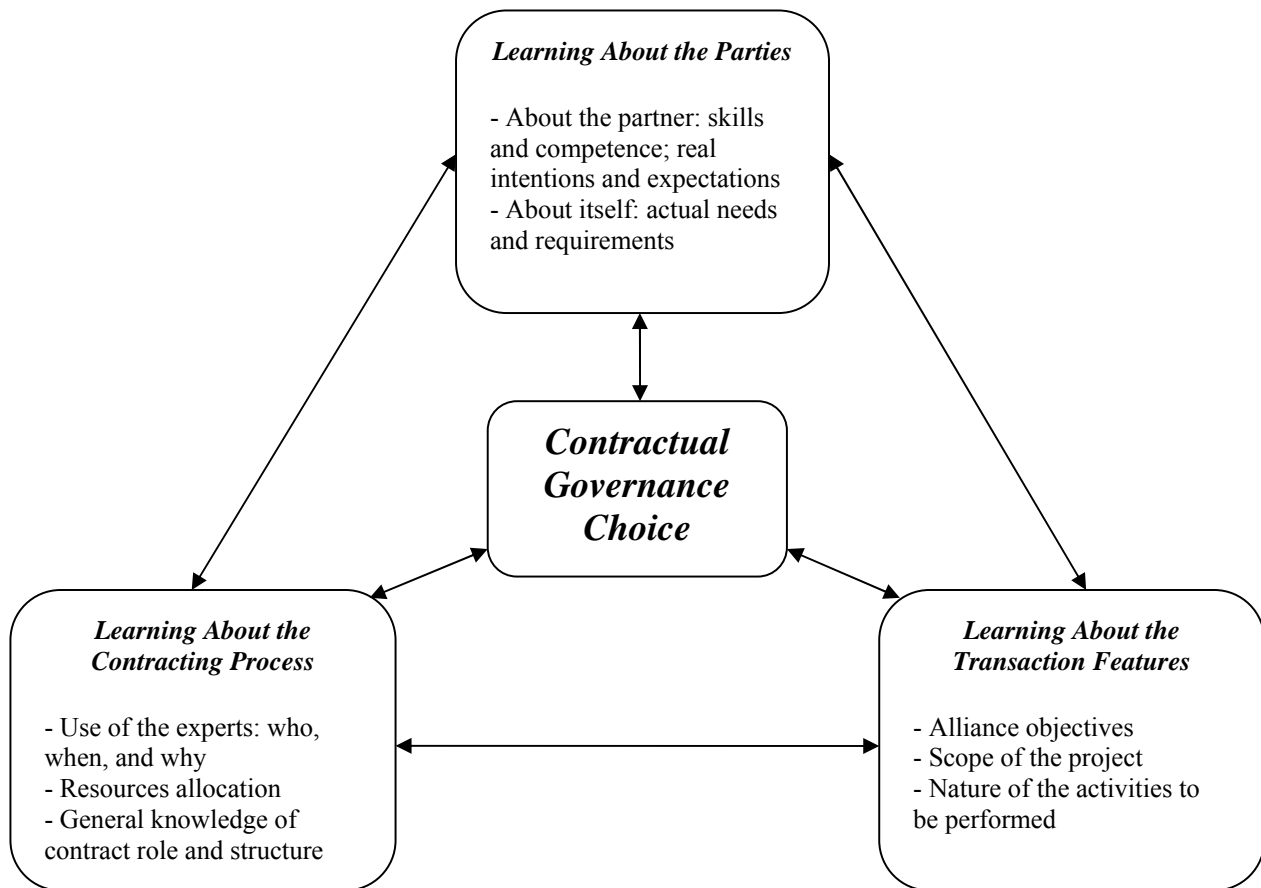 Learning About the Parties
- About the partner: skills
and competence; real
intentions and expectations
- About itself: actual needs
and requirements
Contractual
Governance
Choice
Learning About the
Contracting Process
- Use of the experts: who,
when, and why
- Resources allocation
- General knowledge of
contract role and structure
Learning About the
Transaction Features
- Alliance objectives
- Scope of the project
- Nature of the activities to
be performed